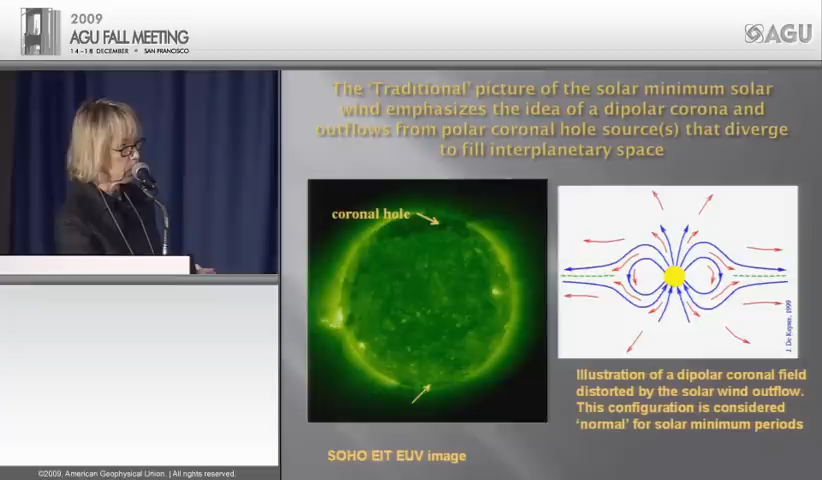 2009
AGU FALL MEETING
14-18 DECEMBER • SAN FRANCISCO
AGU
The 'Traditional' picture of the solar minimum solar
wind emphasizes the idea of a dipolar corona and
outflows from polar coronal hole source(s) that diverge
to fill interplanetary space
coronal hole
J. De Keyser, 1999
Illustration of a dipolar coronal field
distorted by the solar wind outflow.
This configuration is considered
'normal' for solar minimum periods
SOHO EIT EUV image
©2009. American Geophysical Union. | All rights reserved.